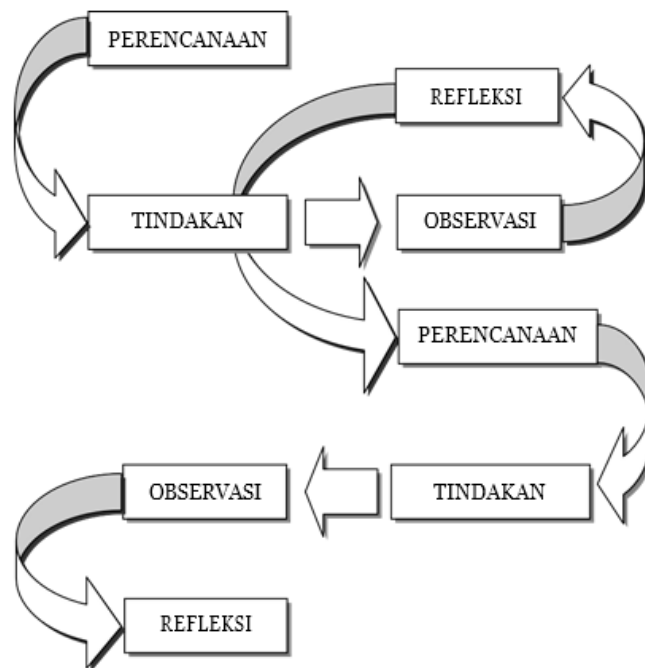 PERENCANAAN
REFLEKSI
TINDAKAN
OBSERVASI
PERENCANAAN
OBSERVASI
TINDAKAN
REFLEKSI